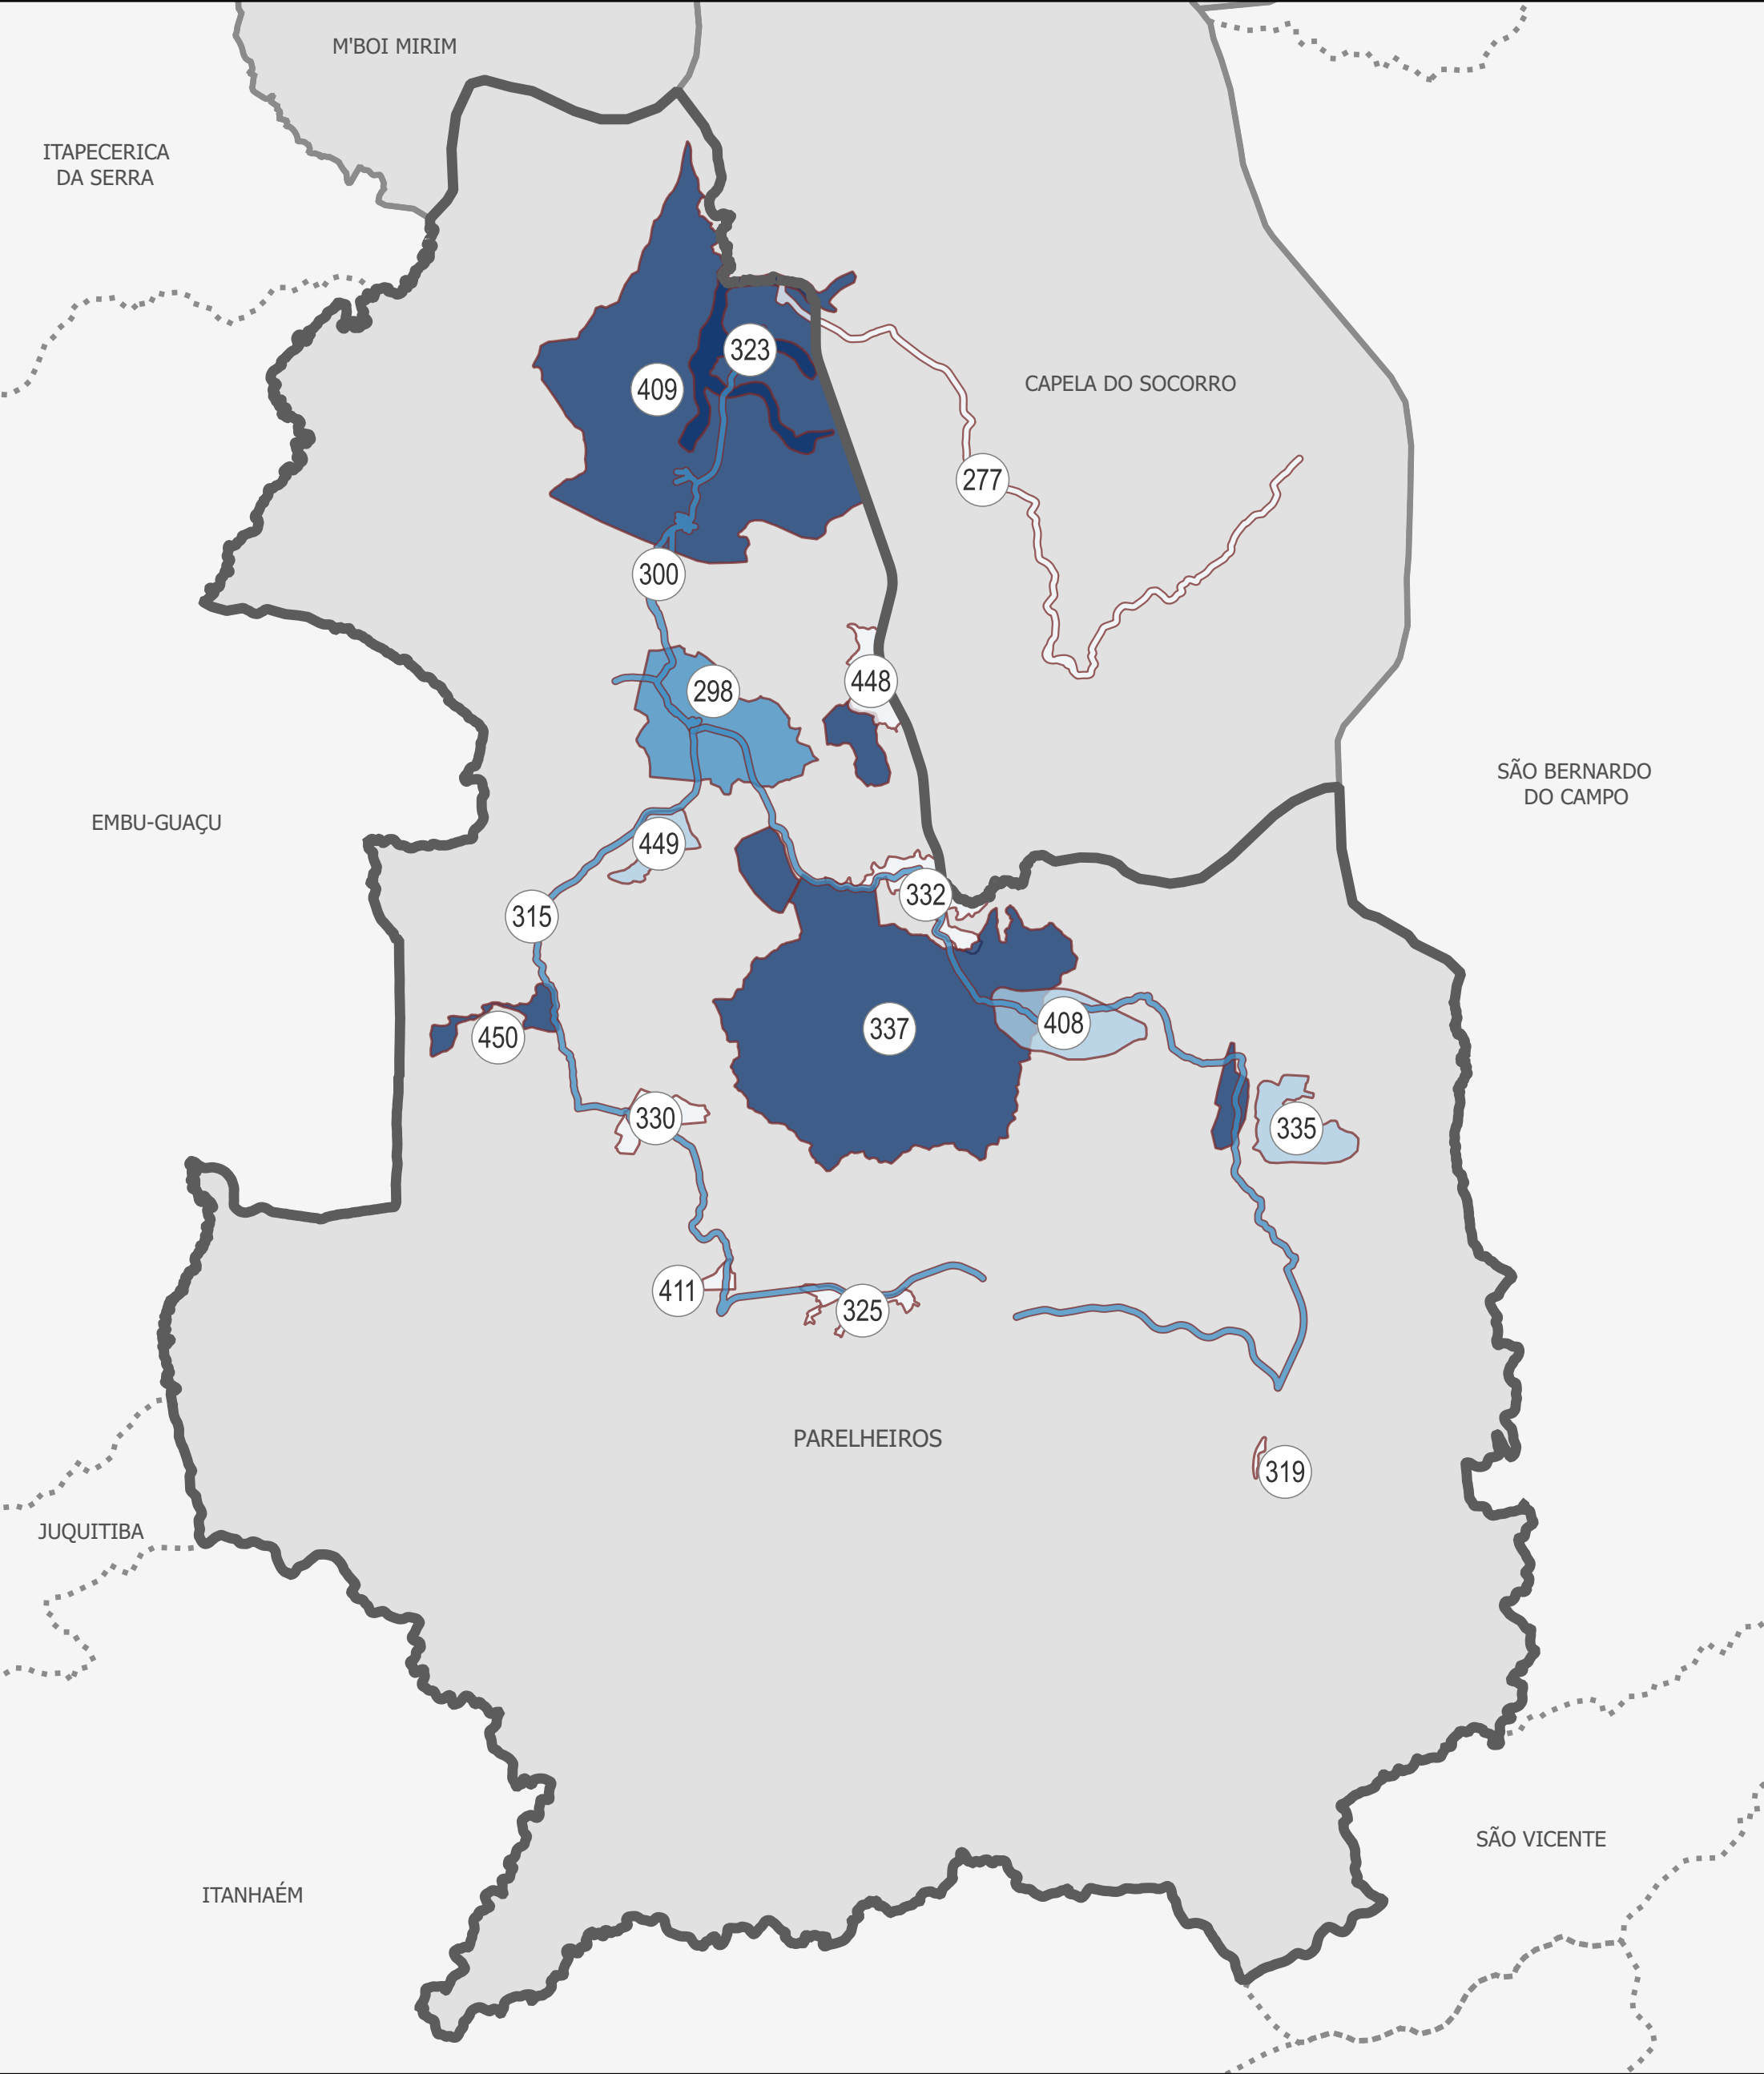 M'BOI MIRIM
ITAPECERICA
DA SERRA
323
CAPELA DO SOCORRO
409
277
300
448
298
SÃO BERNARDO
DO CAMPO
EMBU-GUAÇU
449
332
315
408
337
450
330
335
411
325
PARELHEIROS
319
JUQUITIBA
SÃO VICENTE
ITANHAÉM